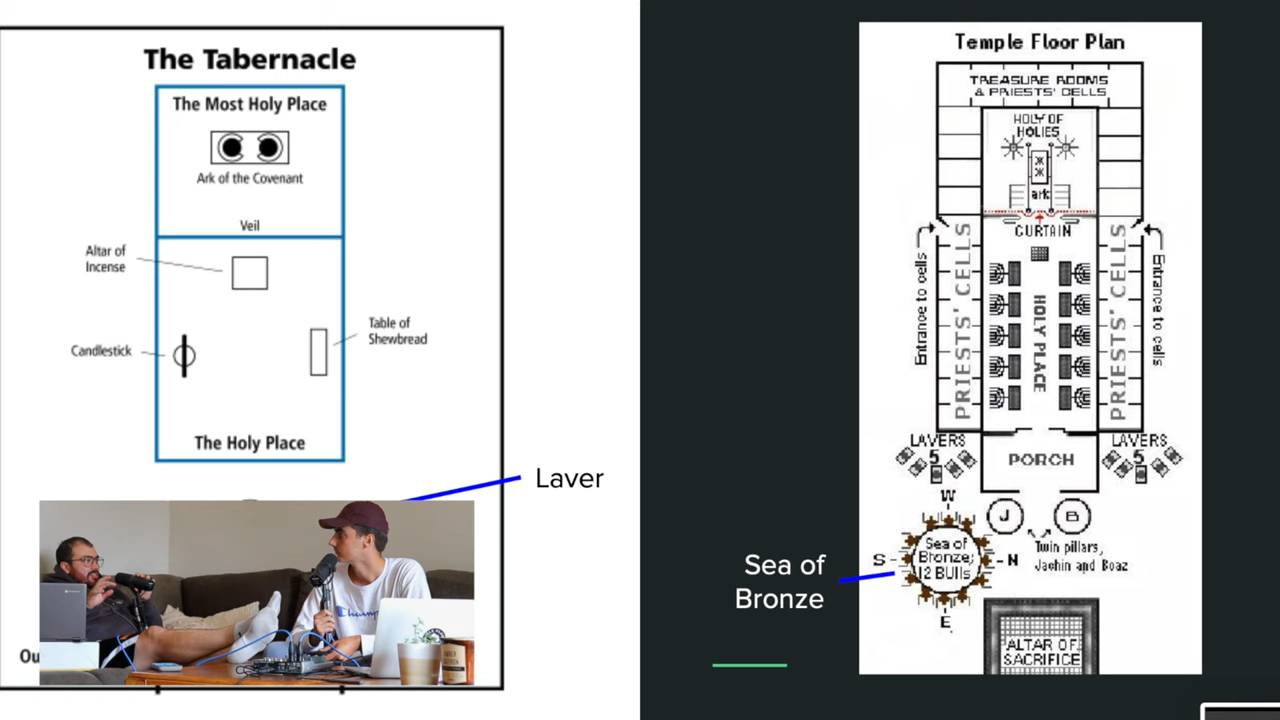 The Tabernacle
The Most Holy Place
Ark of the Covenant
Veil
Altar of
Incense
Candlestick
Table of
Shewbread
The Holy Place
Laver
Ou
Champ
Temple Floor Plan
TREASURE ROOMS
& PRIESTS' CELLS
HOLY OF
HOLIES
ark
CURTAIN
Entrance to cells
PRIESTS' CELLS
HOLY PLACE
PRIESTS' CELLS
Entrance to cells
LAVERS
5
PORCH
LAVERS
5
W
J
B
S
Sea of
Bronze;
12 BUlls
N
E
Twin pillars,
Jachin and Boaz
ALTAR OF
SACRIFICE
Sea of
Bronze